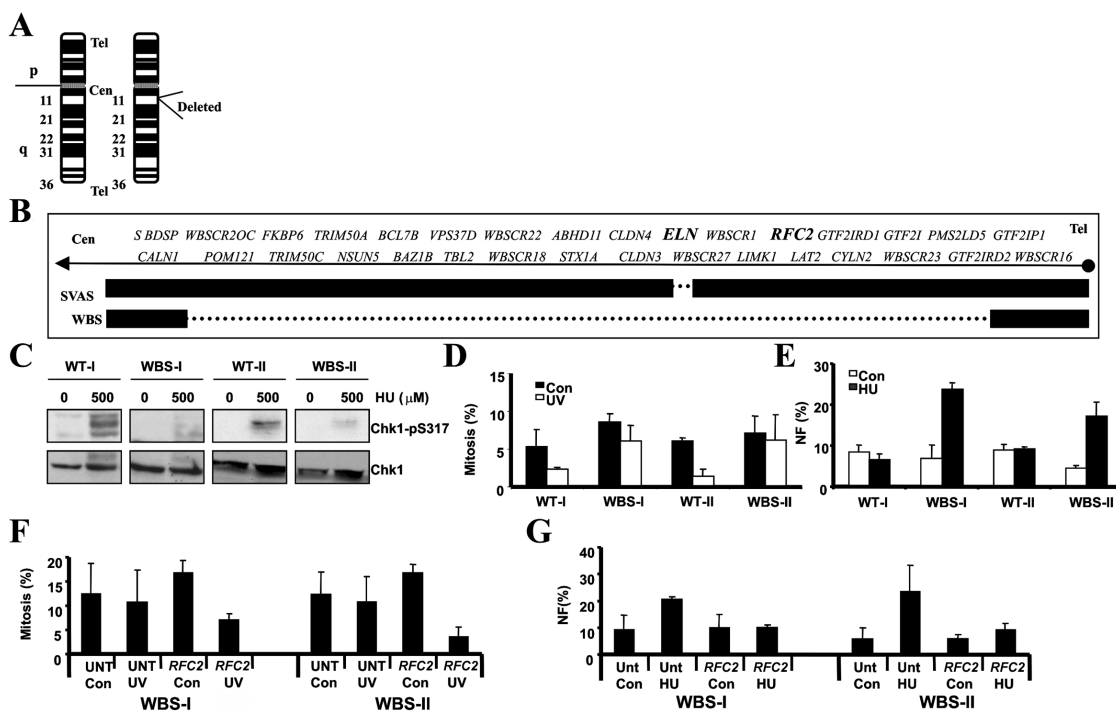 A
Tel
p
Cen
11 11 Deleted
21 21
22 22
q 31 31
36 36
Tel
B
Cen S BDSP WBSCR2OC FKBP6 TRIM50A BCL7B VPS37D WBSCR22 ABHD11 CLDN4 ELN WBSCR1 RFC2 GTF2IRD1 GTF2I PMS2LD5 GTF2IP1 Tel
CALN1 POM121 TRIM50C NSUN5 BAZ1B TBL2 WBSCR18 STX1A CLDN3 WBSCR27 LIMK1 LAT2 CYLN2 WBSCR23 GTF2IRD2 WBSCR16
SVAS
WBS
C
WT-I WBS-I WT-II WBS-II
0 500 0 500 0 500 0 500 HU (μM)
Chk1-pS317
Chk1
D
Mitosis (%)
15
10
5
0
Con
UV
WT-I WBS-I WT-II WBS-II
E
NF (%)
30
20
10
0
Con
HU
WT-I WBS-I WT-II WBS-II
F
Mitosis (%)
20
15
10
5
0
UNT UNT RFC2 RFC2 UNT UNT RFC2 RFC2
Con UV Con UV Con UV Con UV
WBS-I WBS-II
G
NF(%)
40
30
20
10
0
Unt Unt RFC2 RFC2 Unt Unt RFC2 RFC2
Con HU Con HU Con HU Con HU
WBS-I WBS-II